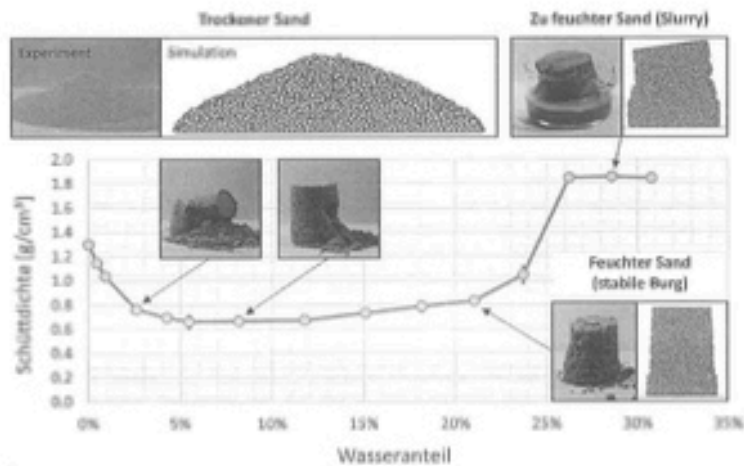 Trockener Sand
Zu feuchter Sand (Slurry)
Experiment
Simulation
Schüttdichte [g/cm³]
2.0
1.8
1.6
1.4
1.2
1.0
0.8
0.6
0.4
0.2
0.0
Feuchter Sand
(stabile Burg)
0%
5%
10%
15%
20%
25%
30%
35%
Wasseranteil